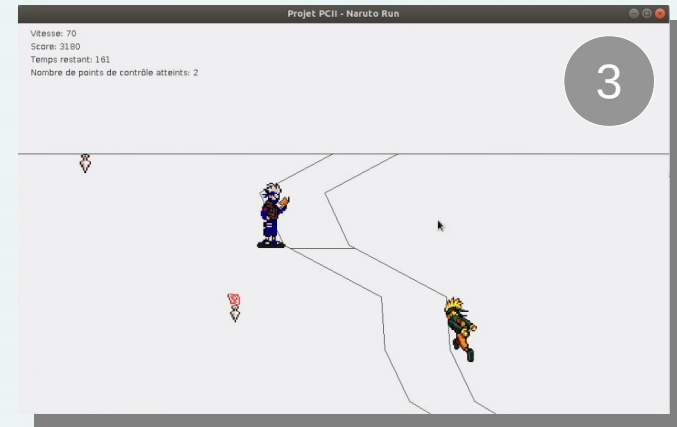 Projet PCII - Naruto Run
Vitesse: 70
Score: 3180
Temps restant: 161
Nombre de points de contrôle atteints: 2
3